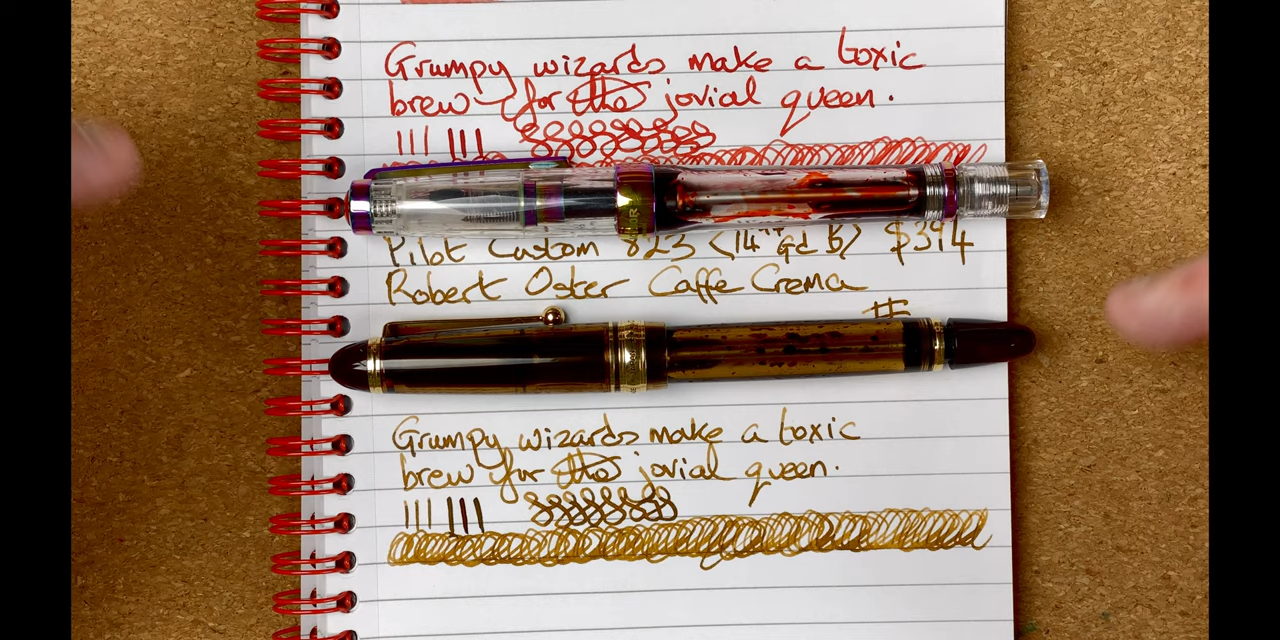 Grumpy wizards make a toxic
brew for the jovial queen.
Pilot Custom 823 (14ct Gd B) $394
Robert Oster Caffe Crema
Grumpy wizards make a toxic
brew for the jovial queen.